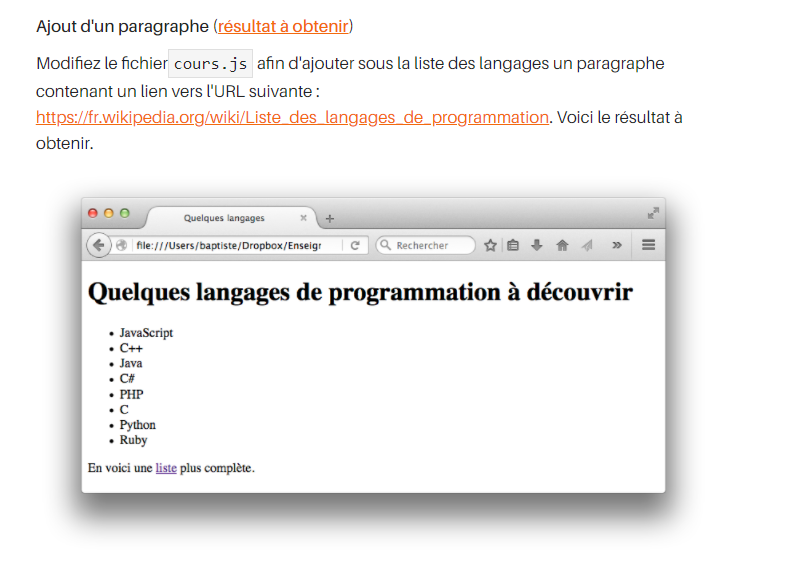 Ajout d'un paragraphe (résultat à obtenir)
Modifiez le fichier cours.js afin d'ajouter sous la liste des langages un paragraphe
contenant un lien vers l'URL suivante :
https://fr.wikipedia.org/wiki/Liste_des_langages_de_programmation. Voici le résultat à
obtenir.
Quelques langages
file:///Users/baptiste/Dropbox/Enseigr
Rechercher
Quelques langages de programmation à découvrir
• JavaScript
• C++
• Java
• C#
• PHP
• C
• Python
• Ruby
En voici une liste plus complète.